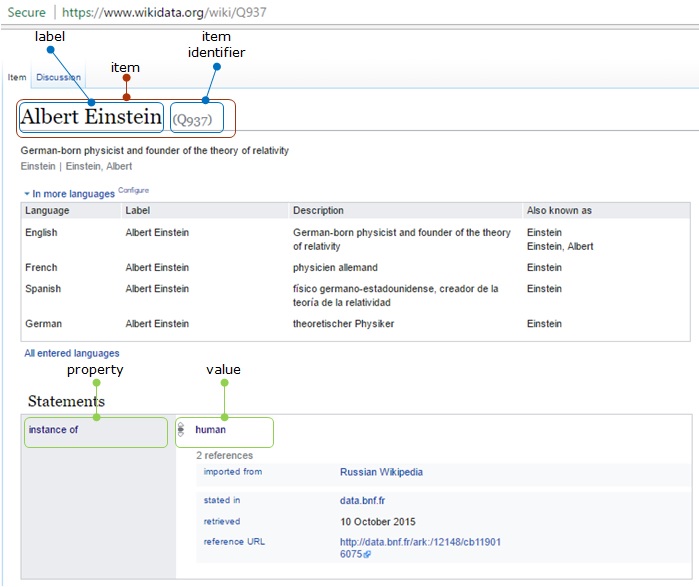 Secure | https://www.wikidata.org/wiki/Q937
label
item
identifier
item
Item Discussion
Albert Einstein (Q937)
German-born physicist and founder of the theory of relativity
Einstein | Einstein, Albert
In more languages Configure
Language Label Description Also known as
English Albert Einstein German-born physicist and founder of the theory Einstein
of relativity Einstein, Albert
French Albert Einstein physicien allemand Einstein
Spanish Albert Einstein físico germano-estadounidense, creador de la Einstein
teoría de la relatividad
German Albert Einstein theoretischer Physiker Einstein
All entered languages
property value
Statements
instance of human
2 references
imported from Russian Wikipedia
stated in data.bnf.fr
retrieved 10 October 2015
reference URL http://data.bnf.fr/ark:/12148/cb11901
6075